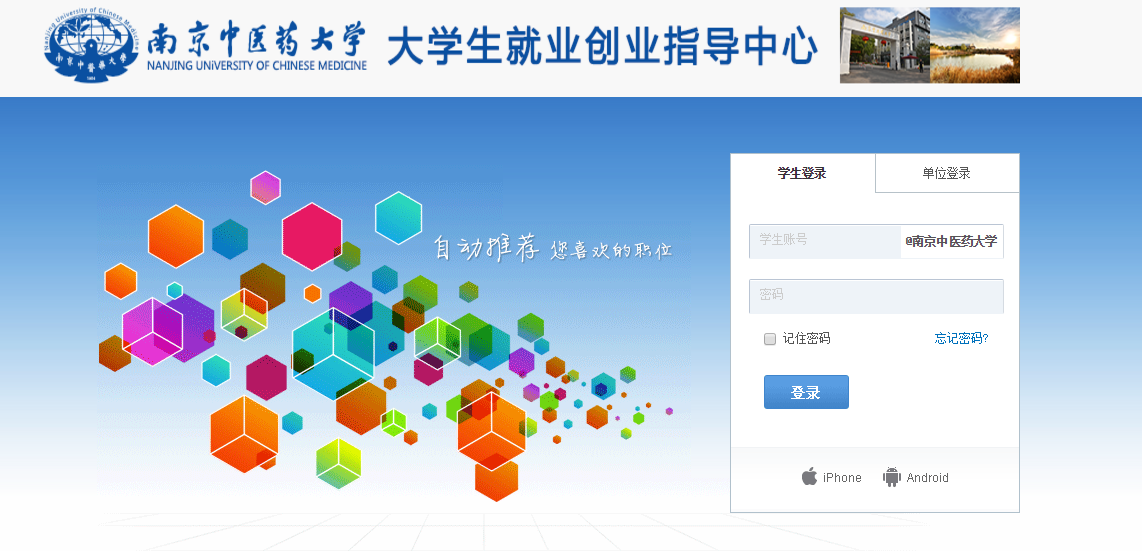 南京中医药大学
NANJING UNIVERSITY OF CHINESE MEDICINE
大学生就业创业指导中心
自动推荐 您喜欢的职位
学生登录 单位登录
学生账号 @南京中医药大学
密码
记住密码 忘记密码?
登录
iPhone Android